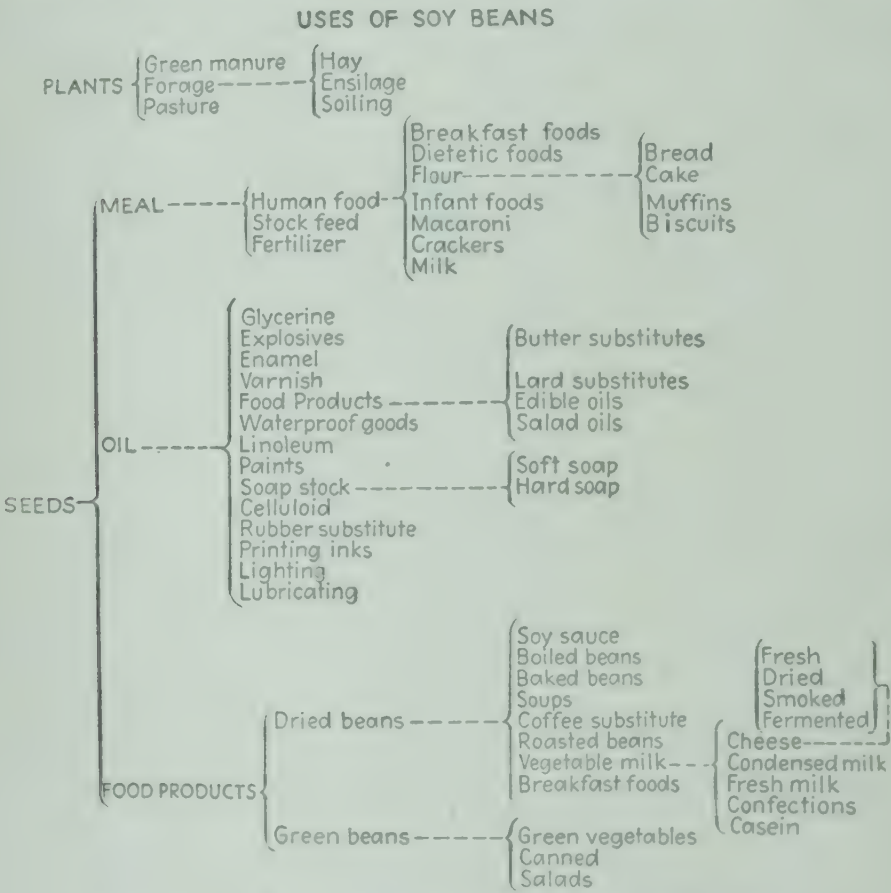 USES OF SOY BEANS
PLANTS
Green manure
Forage
Pasture
Hay
Ensilage
Soiling
SEEDS
MEAL
Human food
Stock feed
Fertilizer
Breakfast foods
Dietetic foods
Flour
Infant foods
Macaroni
Crackers
Milk
Bread
Cake
Muffins
Biscuits
OIL
Glycerine
Explosives
Enamel
Varnish
Food Products
Waterproof goods
Linoleum
Paints
Soap stock
Celluloid
Rubber substitute
Printing inks
Lighting
Lubricating
Butter substitutes
Lard substitutes
Edible oils
Salad oils
Soft soap
Hard soap
FOOD PRODUCTS
Dried beans
Soy sauce
Boiled beans
Baked beans
Soups
Coffee substitute
Roasted beans
Vegetable milk
Breakfast foods
Cheese
Condensed milk
Fresh milk
Confections
Casein
Fresh
Dried
Smoked
Fermented
Green beans
Green vegetables
Canned
Salads